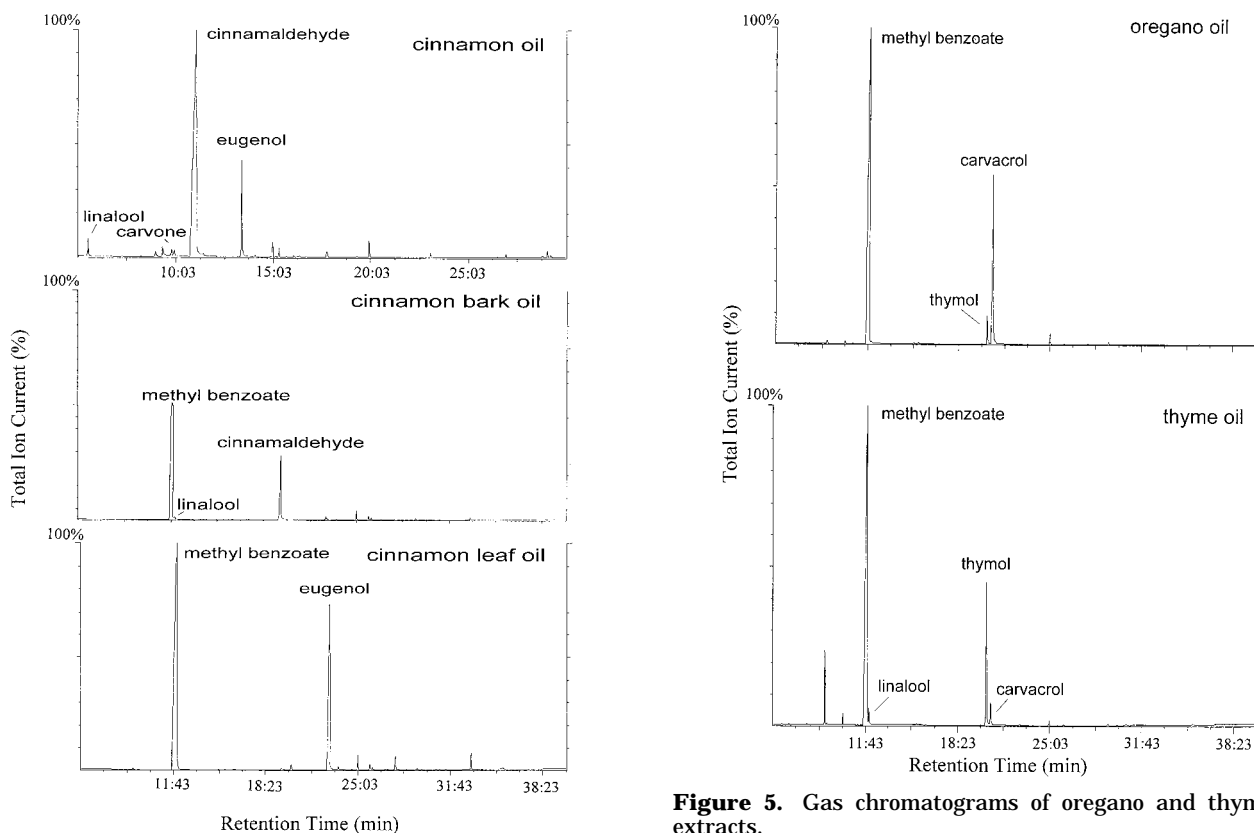 100%
cinnamaldehyde
cinnamon oil
eugenol
linalool
carvone
10:03 15:03 20:03 25:03
100%
cinnamon bark oil
methyl benzoate
cinnamaldehyde
linalool
100%
methyl benzoate
cinnamon leaf oil
eugenol
11:43 18:23 25:03 31:43 38:23
Total Ion Current (%)
Retention Time (min)
100%
methyl benzoate
oregano oil
carvacrol
thymol
100%
methyl benzoate
thyme oil
thymol
linalool
carvacrol
11:43 18:23 25:03 31:43 38:23
Total Ion Current (%)
Retention Time (min)
Figure 5. Gas chromatograms of oregano and thym
extracts.